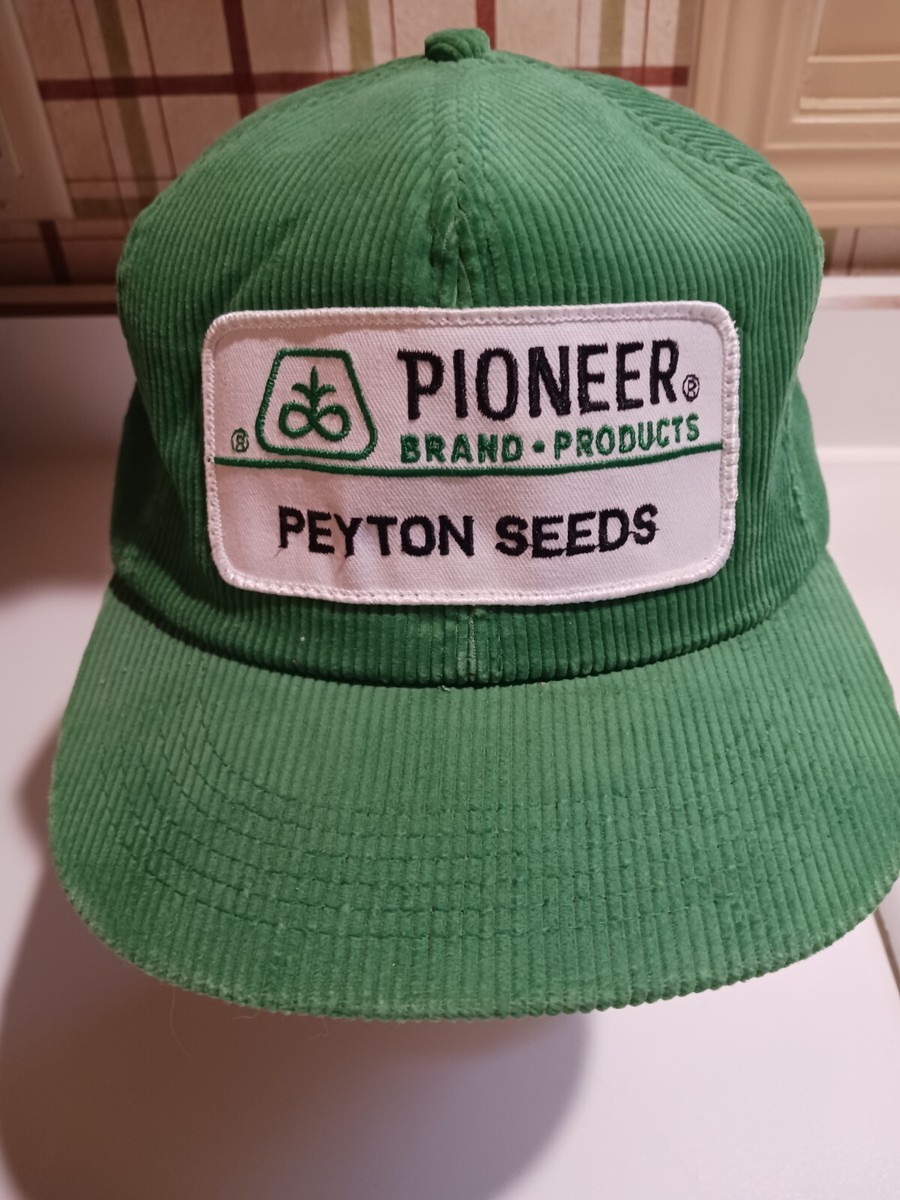 PIONEER®
® BRAND • PRODUCTS
PEYTON SEEDS